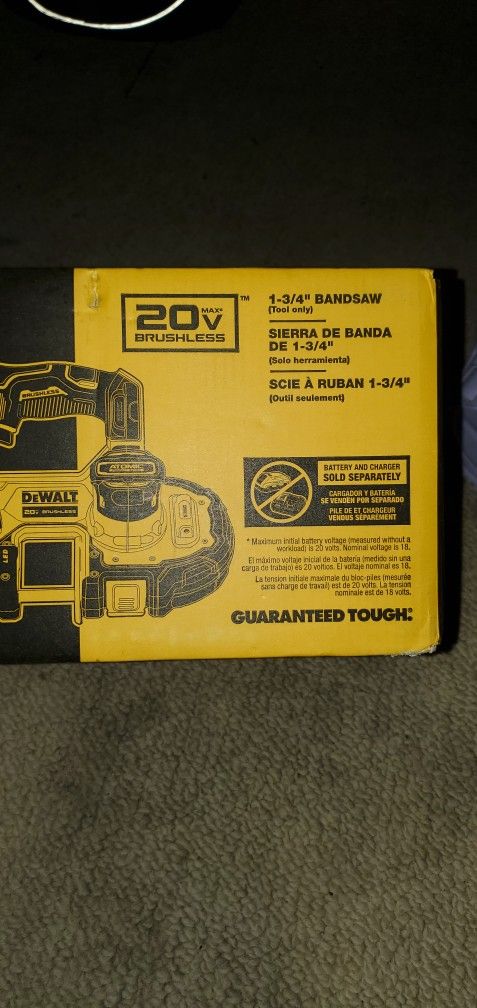 20V MAX* ™
BRUSHLESS
1-3/4" BANDSAW
(Tool only)
SIERRA DE BANDA
DE 1-3/4"
(Solo herramienta)
SCIE À RUBAN 1-3/4"
(Outil seulement)
BRUSHLESS
ATOMIC
DEWALT
20V BRUSHLESS
LED
BATTERY AND CHARGER
SOLD SEPARATELY
CARGADOR Y BATERÍA
SE VENDEN POR SEPARADO
PILE DE ET CHARGEUR
VENDUS SÉPARÉMENT
* Maximum initial battery voltage (measured without a
workload) is 20 volts. Nominal voltage is 18.
El máximo voltaje inicial de la batería (medido sin una
carga de trabajo) es 20 voltios. El voltaje nominal es 18.
La tension initiale maximale du bloc-piles (mesurée
sans charge de travail) est de 20 volts. La tension
nominale est de 18 volts.
GUARANTEED TOUGH.®